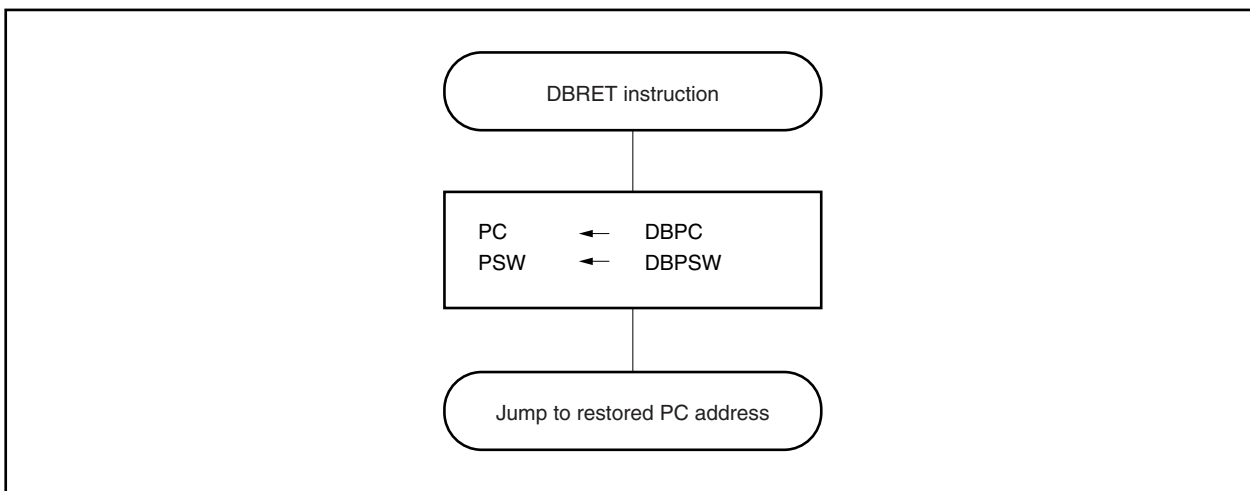 DBRET instruction
PC ← DBPC
PSW ← DBPSW
Jump to restored PC address